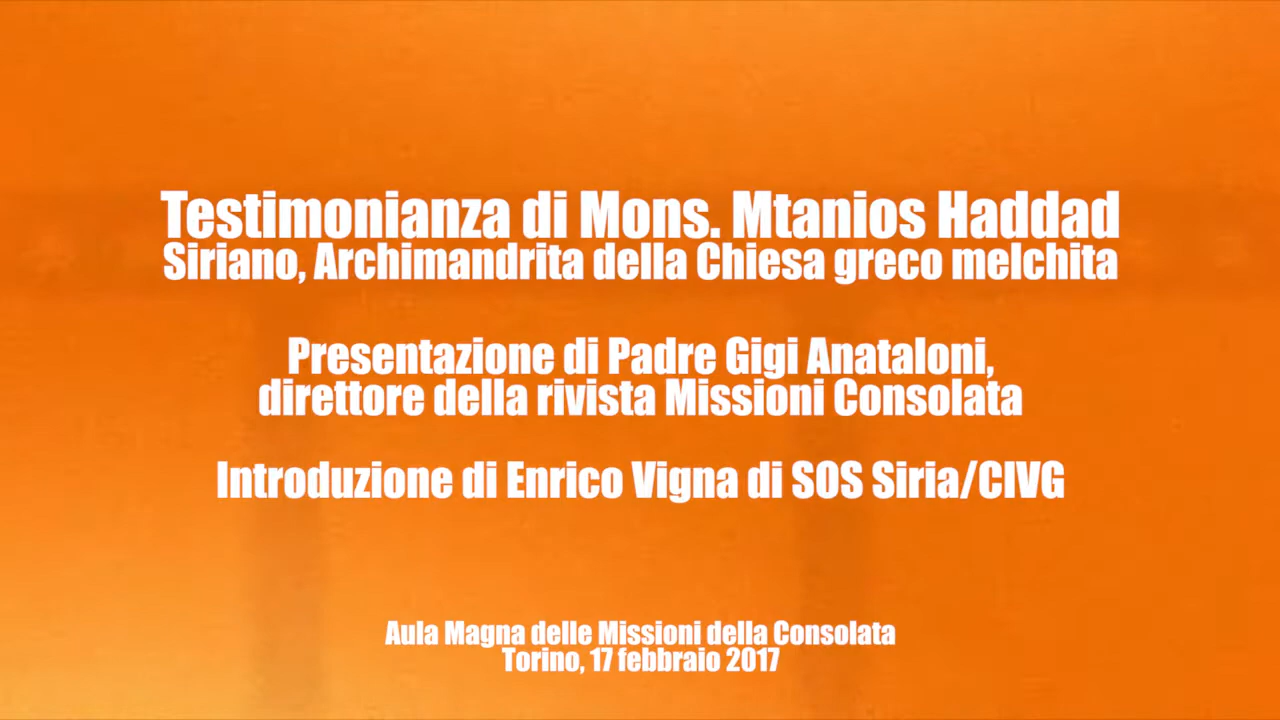 Testimonianza di Mons. Mtanios Haddad
Siriano, Archimandrita della Chiesa greco melchita
Presentazione di Padre Gigi Anataloni,
direttore della rivista Missioni Consolata
Introduzione di Enrico Vigna di SOS Siria/CIVG
Aula Magna delle Missioni della Consolata
Torino, 17 febbraio 2017